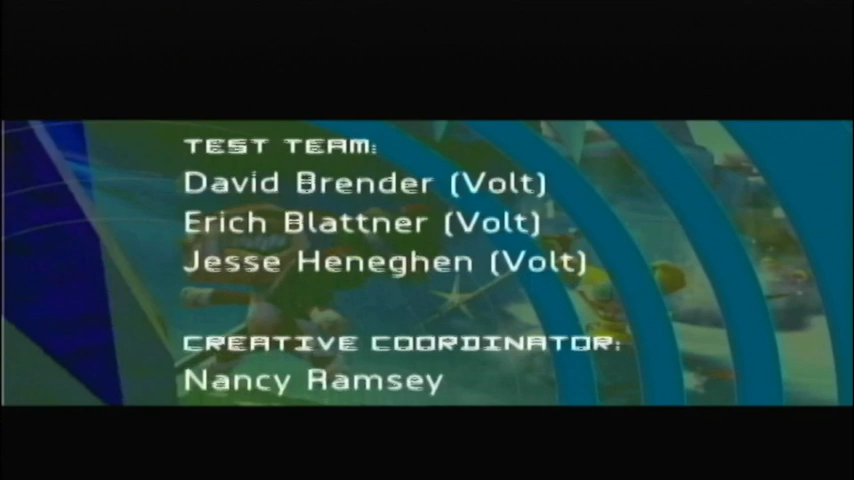 TEST TEAM:
David Brender (Volt)
Erich Blattner (Volt)
Jesse Heneghen (Volt)
CREATIVE COORDINATOR:
Nancy Ramsey